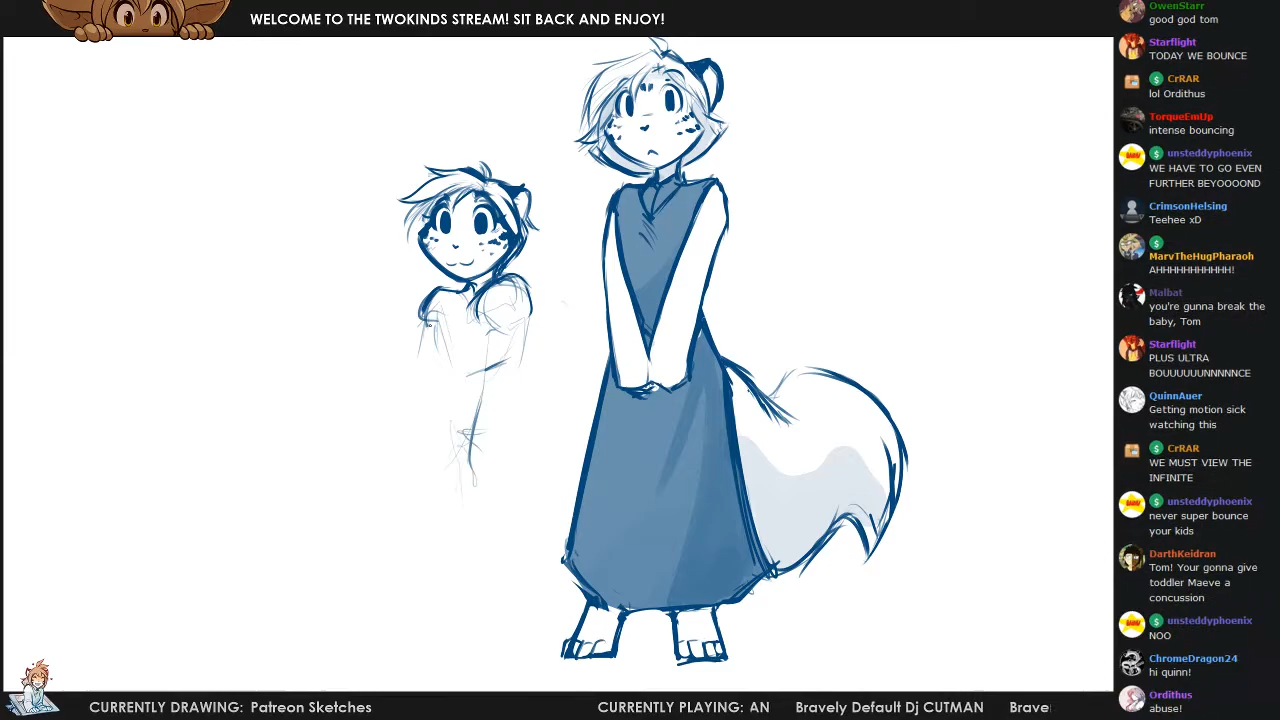 WELCOME TO THE TWOKINDS STREAM! SIT BACK AND ENJOY!
OwenStarr
good god tom
Starflight
TODAY WE BOUNCE
$ CrRAR
lol Ordithus
TorqueEmUp
intense bouncing
$ unsteddyphoenix
WE HAVE TO GO EVEN
FURTHER BEYOOOOND
CrimsonHelsing
Teehee xD
$
MarvTheHugPharaoh
AHHHHHHHHHHH!
Malbat
you're gunna break the
baby, Tom
Starflight
PLUS ULTRA
BOUUUUUUNNNNNCE
QuinnAuer
Getting motion sick
watching this
$ CrRAR
WE MUST VIEW THE
INFINITE
$ unsteddyphoenix
never super bounce
your kids
DarthKeidran
Tom! Your gonna give
toddler Maeve a
concussion
$ unsteddyphoenix
NOO
ChromeDragon24
hi quinn!
Ordithus
abuse!
CURRENTLY DRAWING: Patreon Sketches
CURRENTLY PLAYING: AN Bravely Default Dj CUTMAN Brave